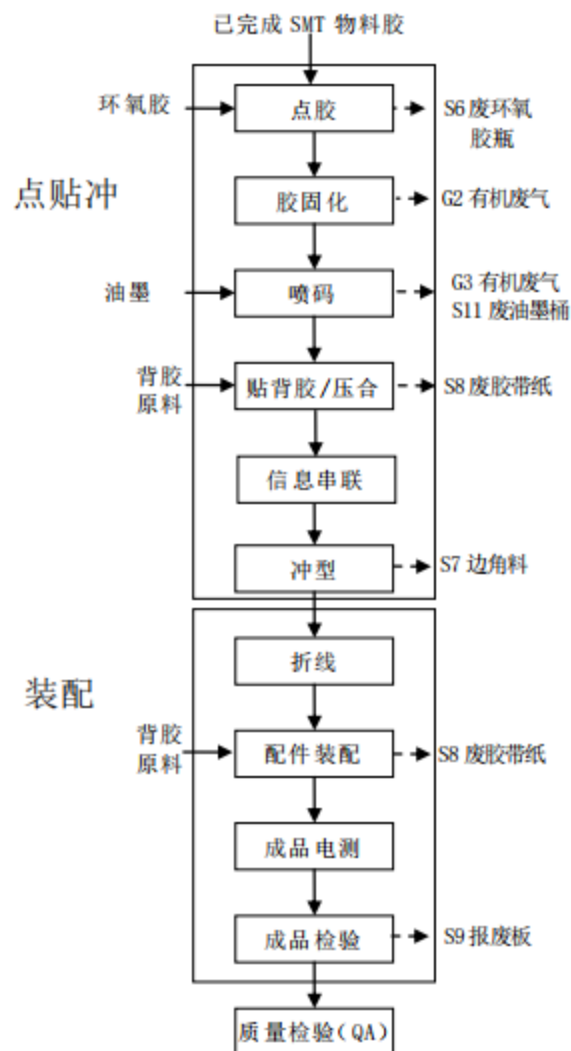 已完成 SMT 物料胶
环氧胶
点胶
S6 废环氧
胶瓶
点贴冲
胶固化
G2 有机废气
油墨
喷码
G3 有机废气
S11 废油墨桶
背胶
原料
贴背胶/压合
S8 废胶带纸
信息串联
冲型
S7 边角料
折线
装配
背胶
原料
配件装配
S8 废胶带纸
成品电测
成品检验
S9 报废板
质量检验(QA)